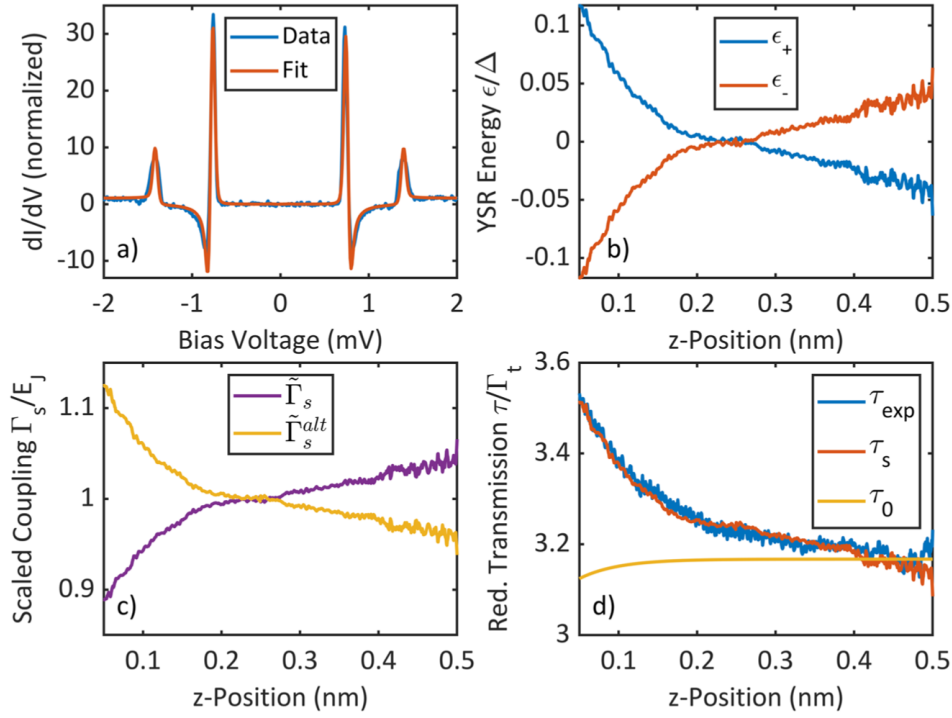 dI/dV (normalized)
30
20
10
0
-10
Data
Fit
a)
-2
-1
0
1
2
Bias Voltage (mV)
YSR Energy ϵ/Δ
0.1
0.05
0
-0.05
-0.1
ϵ+
ϵ-
b)
0.1
0.2
0.3
0.4
0.5
z-Position (nm)
Scaled Coupling Γs/EJ
1.1
1
0.9
Γ̃s
Γ̃s^alt
c)
0.1
0.2
0.3
0.4
0.5
z-Position (nm)
Red. Transmission τ/Γt
3.6
3.4
3.2
3
τexp
τs
τ0
d)
0.1
0.2
0.3
0.4
0.5
z-Position (nm)